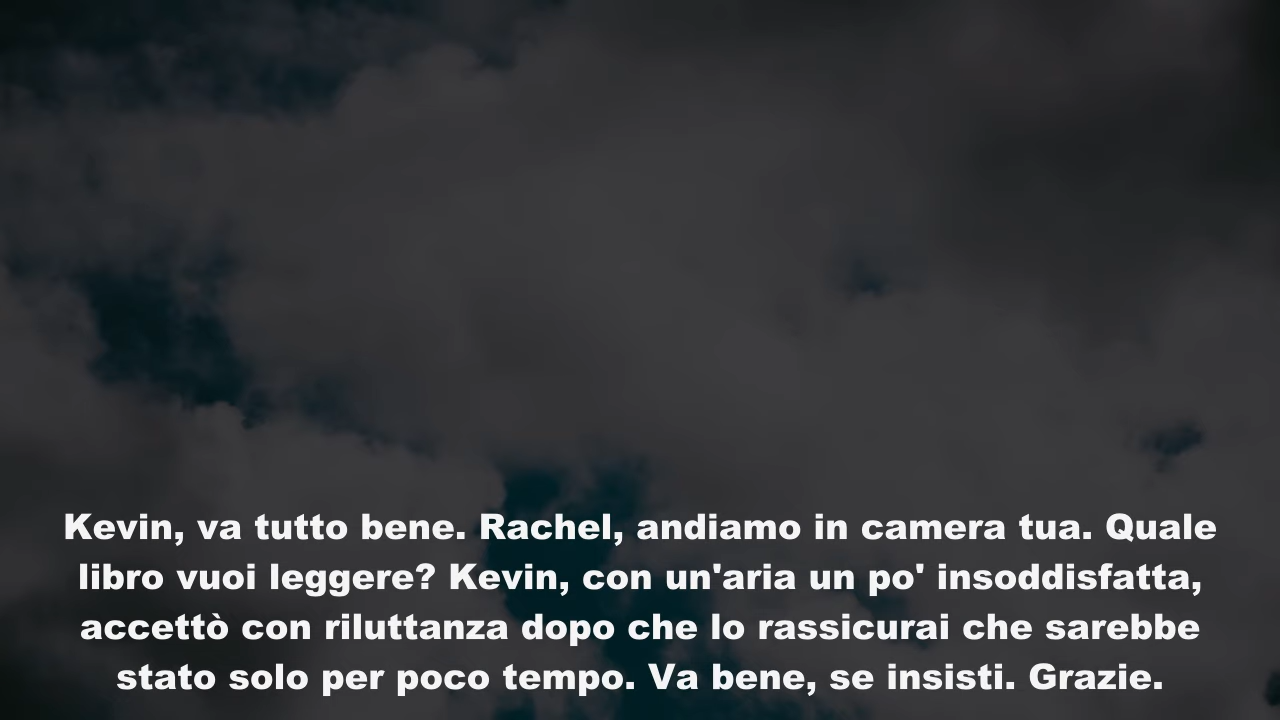 Kevin, va tutto bene. Rachel, andiamo in camera tua. Quale
libro vuoi leggere? Kevin, con un'aria un po' insoddisfatta,
accettò con riluttanza dopo che lo rassicurai che sarebbe
stato solo per poco tempo. Va bene, se insisti. Grazie.